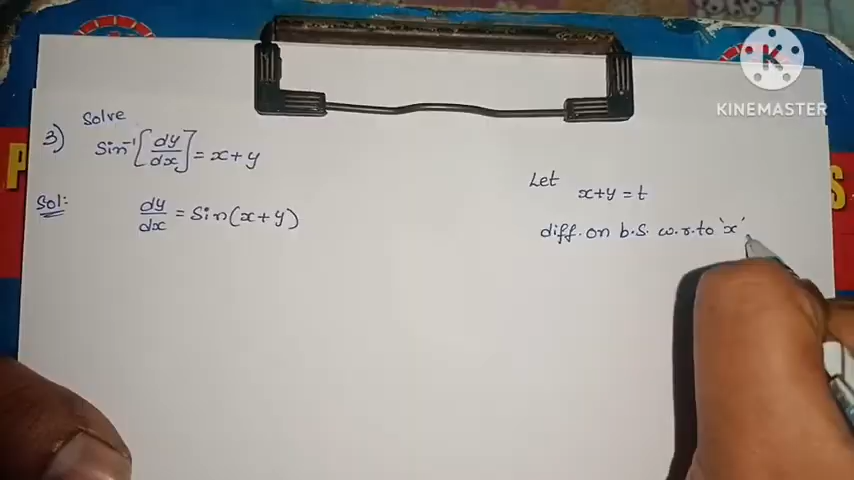 K
KINEMASTER
3) Solve
Sin⁻¹[dy/dx] = x+y
Sol:
dy/dx = Sin(x+y)
Let
x+y = t
diff. on b.s. w.r.to 'x'